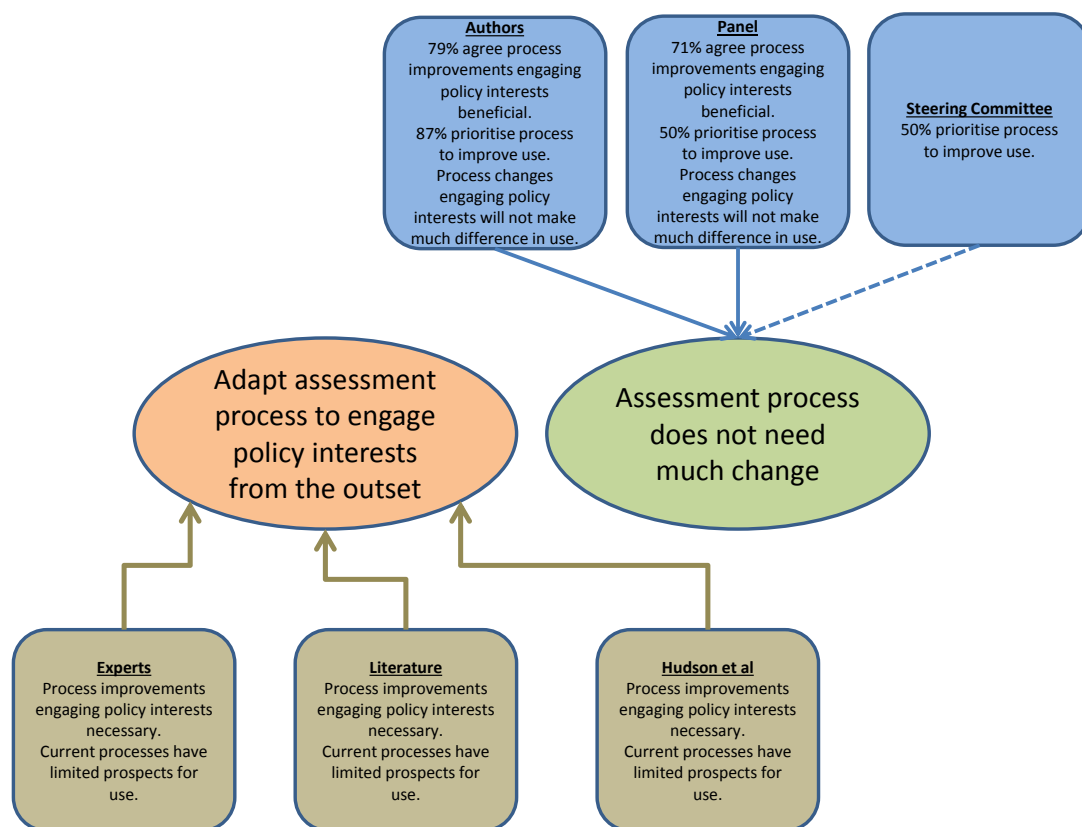 Authors
79% agree process
improvements engaging
policy interests
beneficial.
87% prioritise process
to improve use.
Process changes
engaging policy
interests will not make
much difference in use.
Panel
71% agree process
improvements engaging
policy interests
beneficial.
50% prioritise process
to improve use.
Process changes
engaging policy
interests will not make
much difference in use.
Steering Committee
50% prioritise process
to improve use.
Adapt assessment
process to engage
policy interests
from the outset
Assessment process
does not need
much change
Experts
Process improvements
engaging policy interests
necessary.
Current processes have
limited prospects for
use.
Literature
Process improvements
engaging policy interests
necessary.
Current processes have
limited prospects for
use.
Hudson et al
Process improvements
engaging policy interests
necessary.
Current processes have
limited prospects for
use.